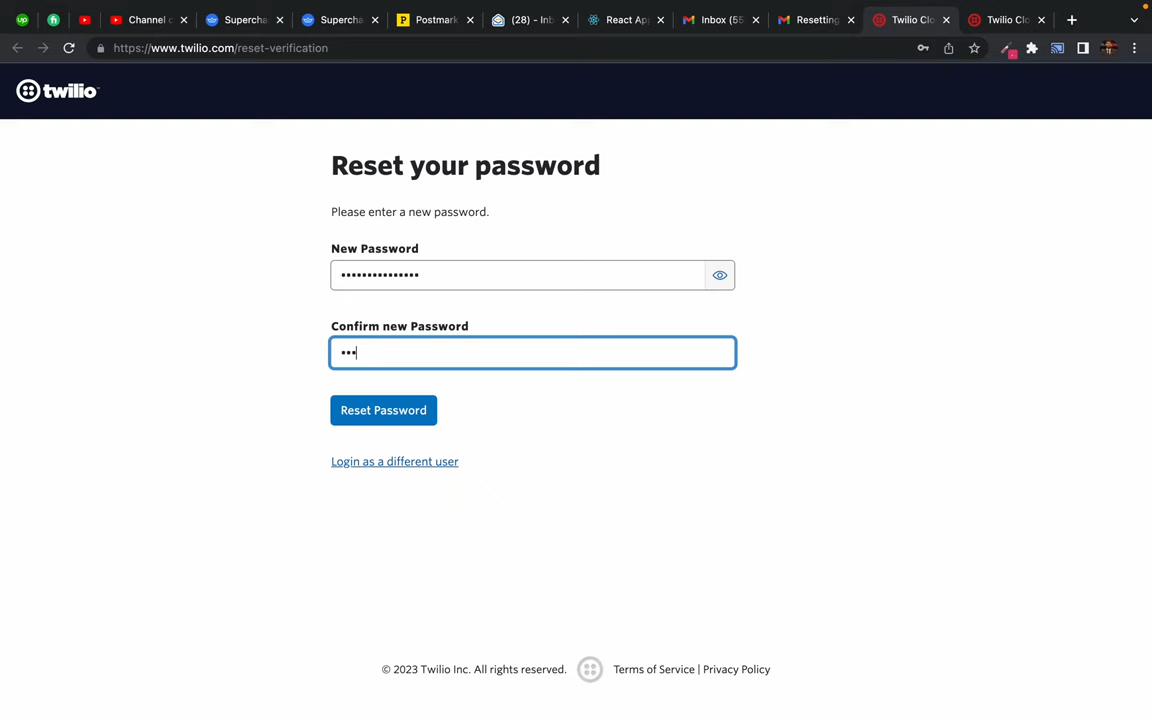 Channel c
Supercha
Supercha
Postmark
(28) - Inb
React Ap
Inbox (55
Resetting
Twilio Clo
Twilio Clo
https://www.twilio.com/reset-verification
twilio
Reset your password
Please enter a new password.
New Password
•••••••••••••••
Confirm new Password
•••
Reset Password
Login as a different user
© 2023 Twilio Inc. All rights reserved.
Terms of Service | Privacy Policy